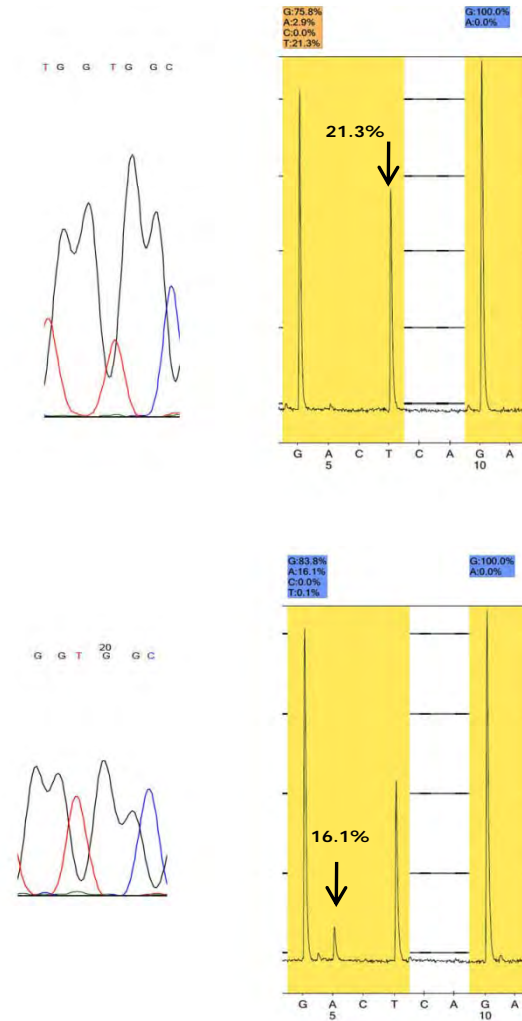 G:75.8%
A:2.9%
C:0.0%
T:21.3%
G:100.0%
A:0.0%
T G G T G G C
21.3%
G A C T C A G A
5 10
G:83.8%
A:16.1%
C:0.0%
T:0.1%
G:100.0%
A:0.0%
20
G G T G G C
16.1%
G A C T C A G A
5 10